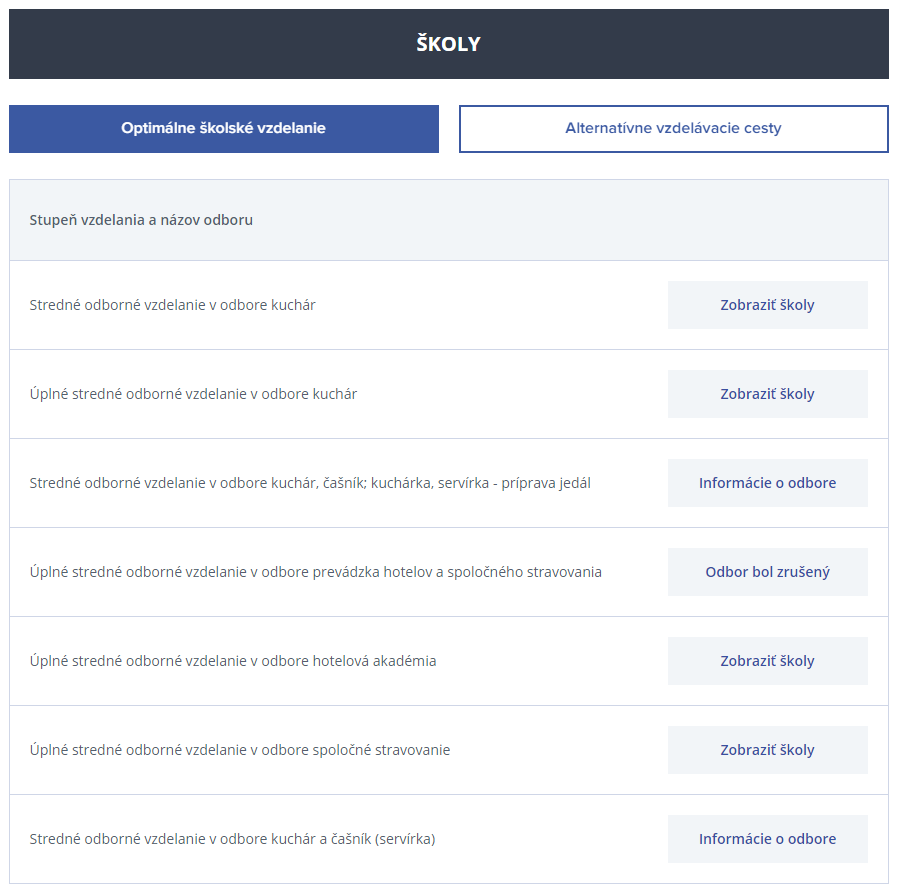 ŠKOLY
Optimálne školské vzdelanie
Alternatívne vzdelávacie cesty
Stupeň vzdelania a názov odboru
Stredné odborné vzdelanie v odbore kuchár
Zobraziť školy
Úplné stredné odborné vzdelanie v odbore kuchár
Zobraziť školy
Stredné odborné vzdelanie v odbore kuchár, čašník; kuchárka, servírka - príprava jedál
Informácie o odbore
Úplné stredné odborné vzdelanie v odbore prevádzka hotelov a spoločného stravovania
Odbor bol zrušený
Úplné stredné odborné vzdelanie v odbore hotelová akadémia
Zobraziť školy
Úplné stredné odborné vzdelanie v odbore spoločné stravovanie
Zobraziť školy
Stredné odborné vzdelanie v odbore kuchár a čašník (servírka)
Informácie o odbore